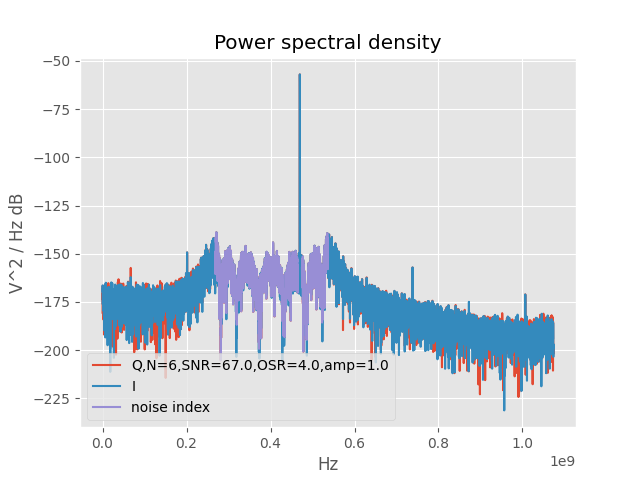 Power spectral density
V^2 / Hz dB
−50
−75
−100
−125
−150
−175
−200
−225
Q,N=6,SNR=67.0,OSR=4.0,amp=1.0
I
noise index
0.0 0.2 0.4 0.6 0.8 1.0
1e9
Hz